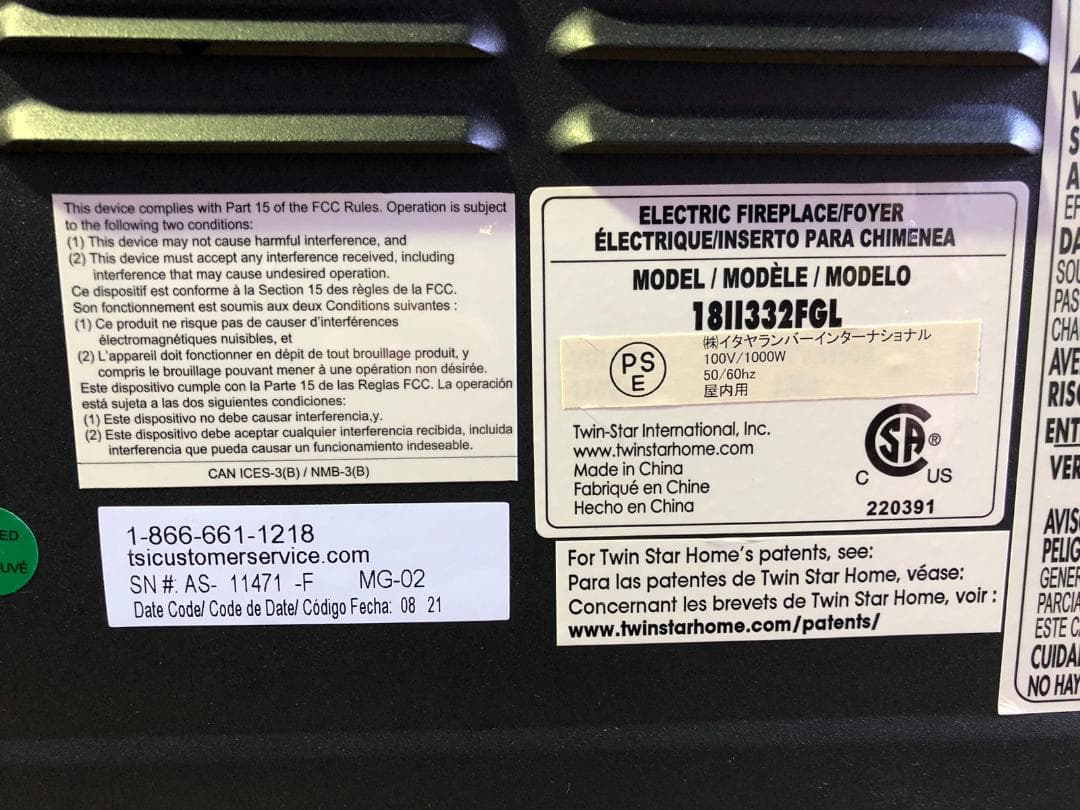 This device complies with Part 15 of the FCC Rules. Operation is subject
to the following two conditions:
(1) This device may not cause harmful interference, and
(2) This device must accept any interference received, including
interference that may cause undesired operation.
Ce dispositif est conforme à la Section 15 des règles de la FCC.
Son fonctionnement est soumis aux deux Conditions suivantes :
(1) Ce produit ne risque pas de causer d'interférences
électromagnétiques nuisibles, et
(2) L'appareil doit fonctionner en dépit de tout brouillage produit, y
compris le brouillage pouvant mener à une opération non désirée.
Este dispositivo cumple con la Parte 15 de las Reglas FCC. La operación
está sujeta a las dos siguientes condiciones:
(1) Este dispositivo no debe causar interferencia,y.
(2) Este dispositivo debe aceptar cualquier interferencia recibida, incluida
interferencia que pueda causar un funcionamiento indeseable.
CAN ICES-3(B) / NMB-3(B)
1-866-661-1218
tsicustomerservice.com
SN #: AS- 11471 -F MG-02
Date Code/ Code de Date/ Código Fecha: 08 21
ELECTRIC FIREPLACE/FOYER
ÉLECTRIQUE/INSERTO PARA CHIMENEA
MODEL / MODÈLE / MODELO
18II332FGL
PS
E
(株)イタヤランバーインターナショナル
100V/1000W
50/60hz
屋内用
Twin-Star International, Inc.
www.twinstarhome.com
Made in China
Fabriqué en Chine
Hecho en China
SA®
C US
220391
For Twin Star Home's patents, see:
Para las patentes de Twin Star Home, véase:
Concernant les brevets de Twin Star Home, voir :
www.twinstarhome.com/patents/
NO HAY